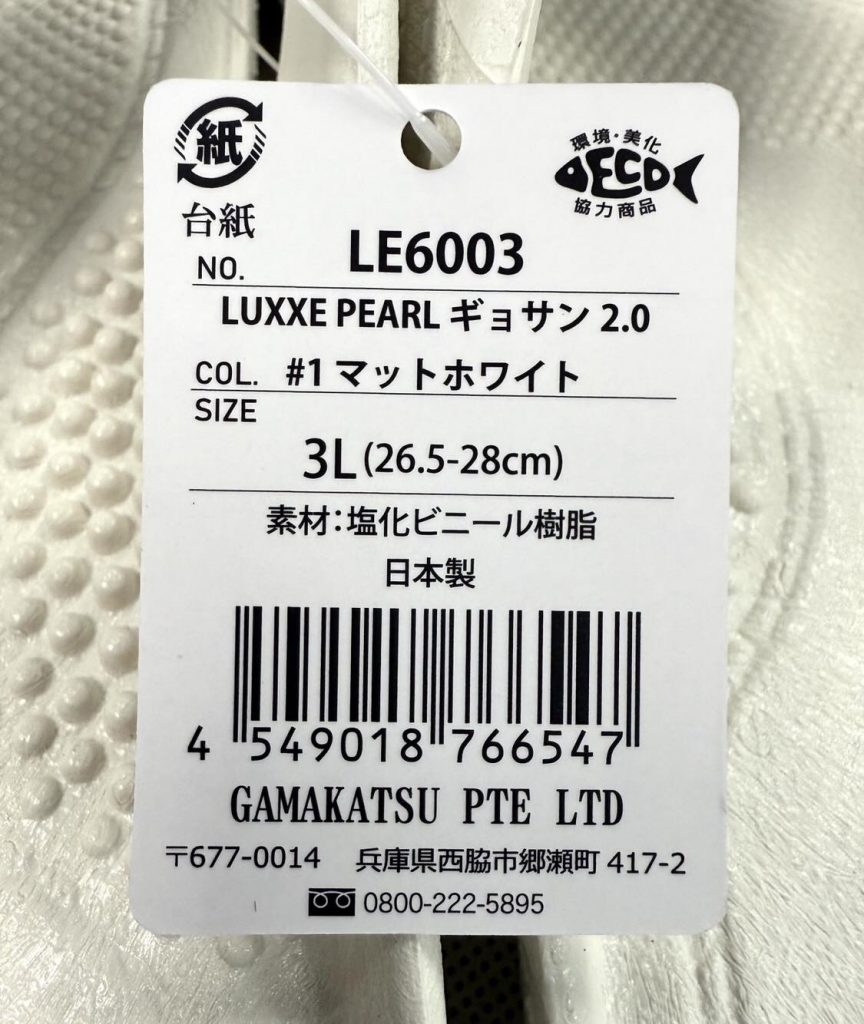 紙
台紙
環境・美化
ECO
協力商品
NO. LE6003
LUXXE PEARL ギョサン 2.0
COL. #1 マットホワイト
SIZE
3L (26.5-28cm)
素材：塩化ビニール樹脂
日本製
4 549018 766547
GAMAKATSU PTE LTD
〒677-0014 兵庫県西脇市郷瀬町 417-2
0800-222-5895